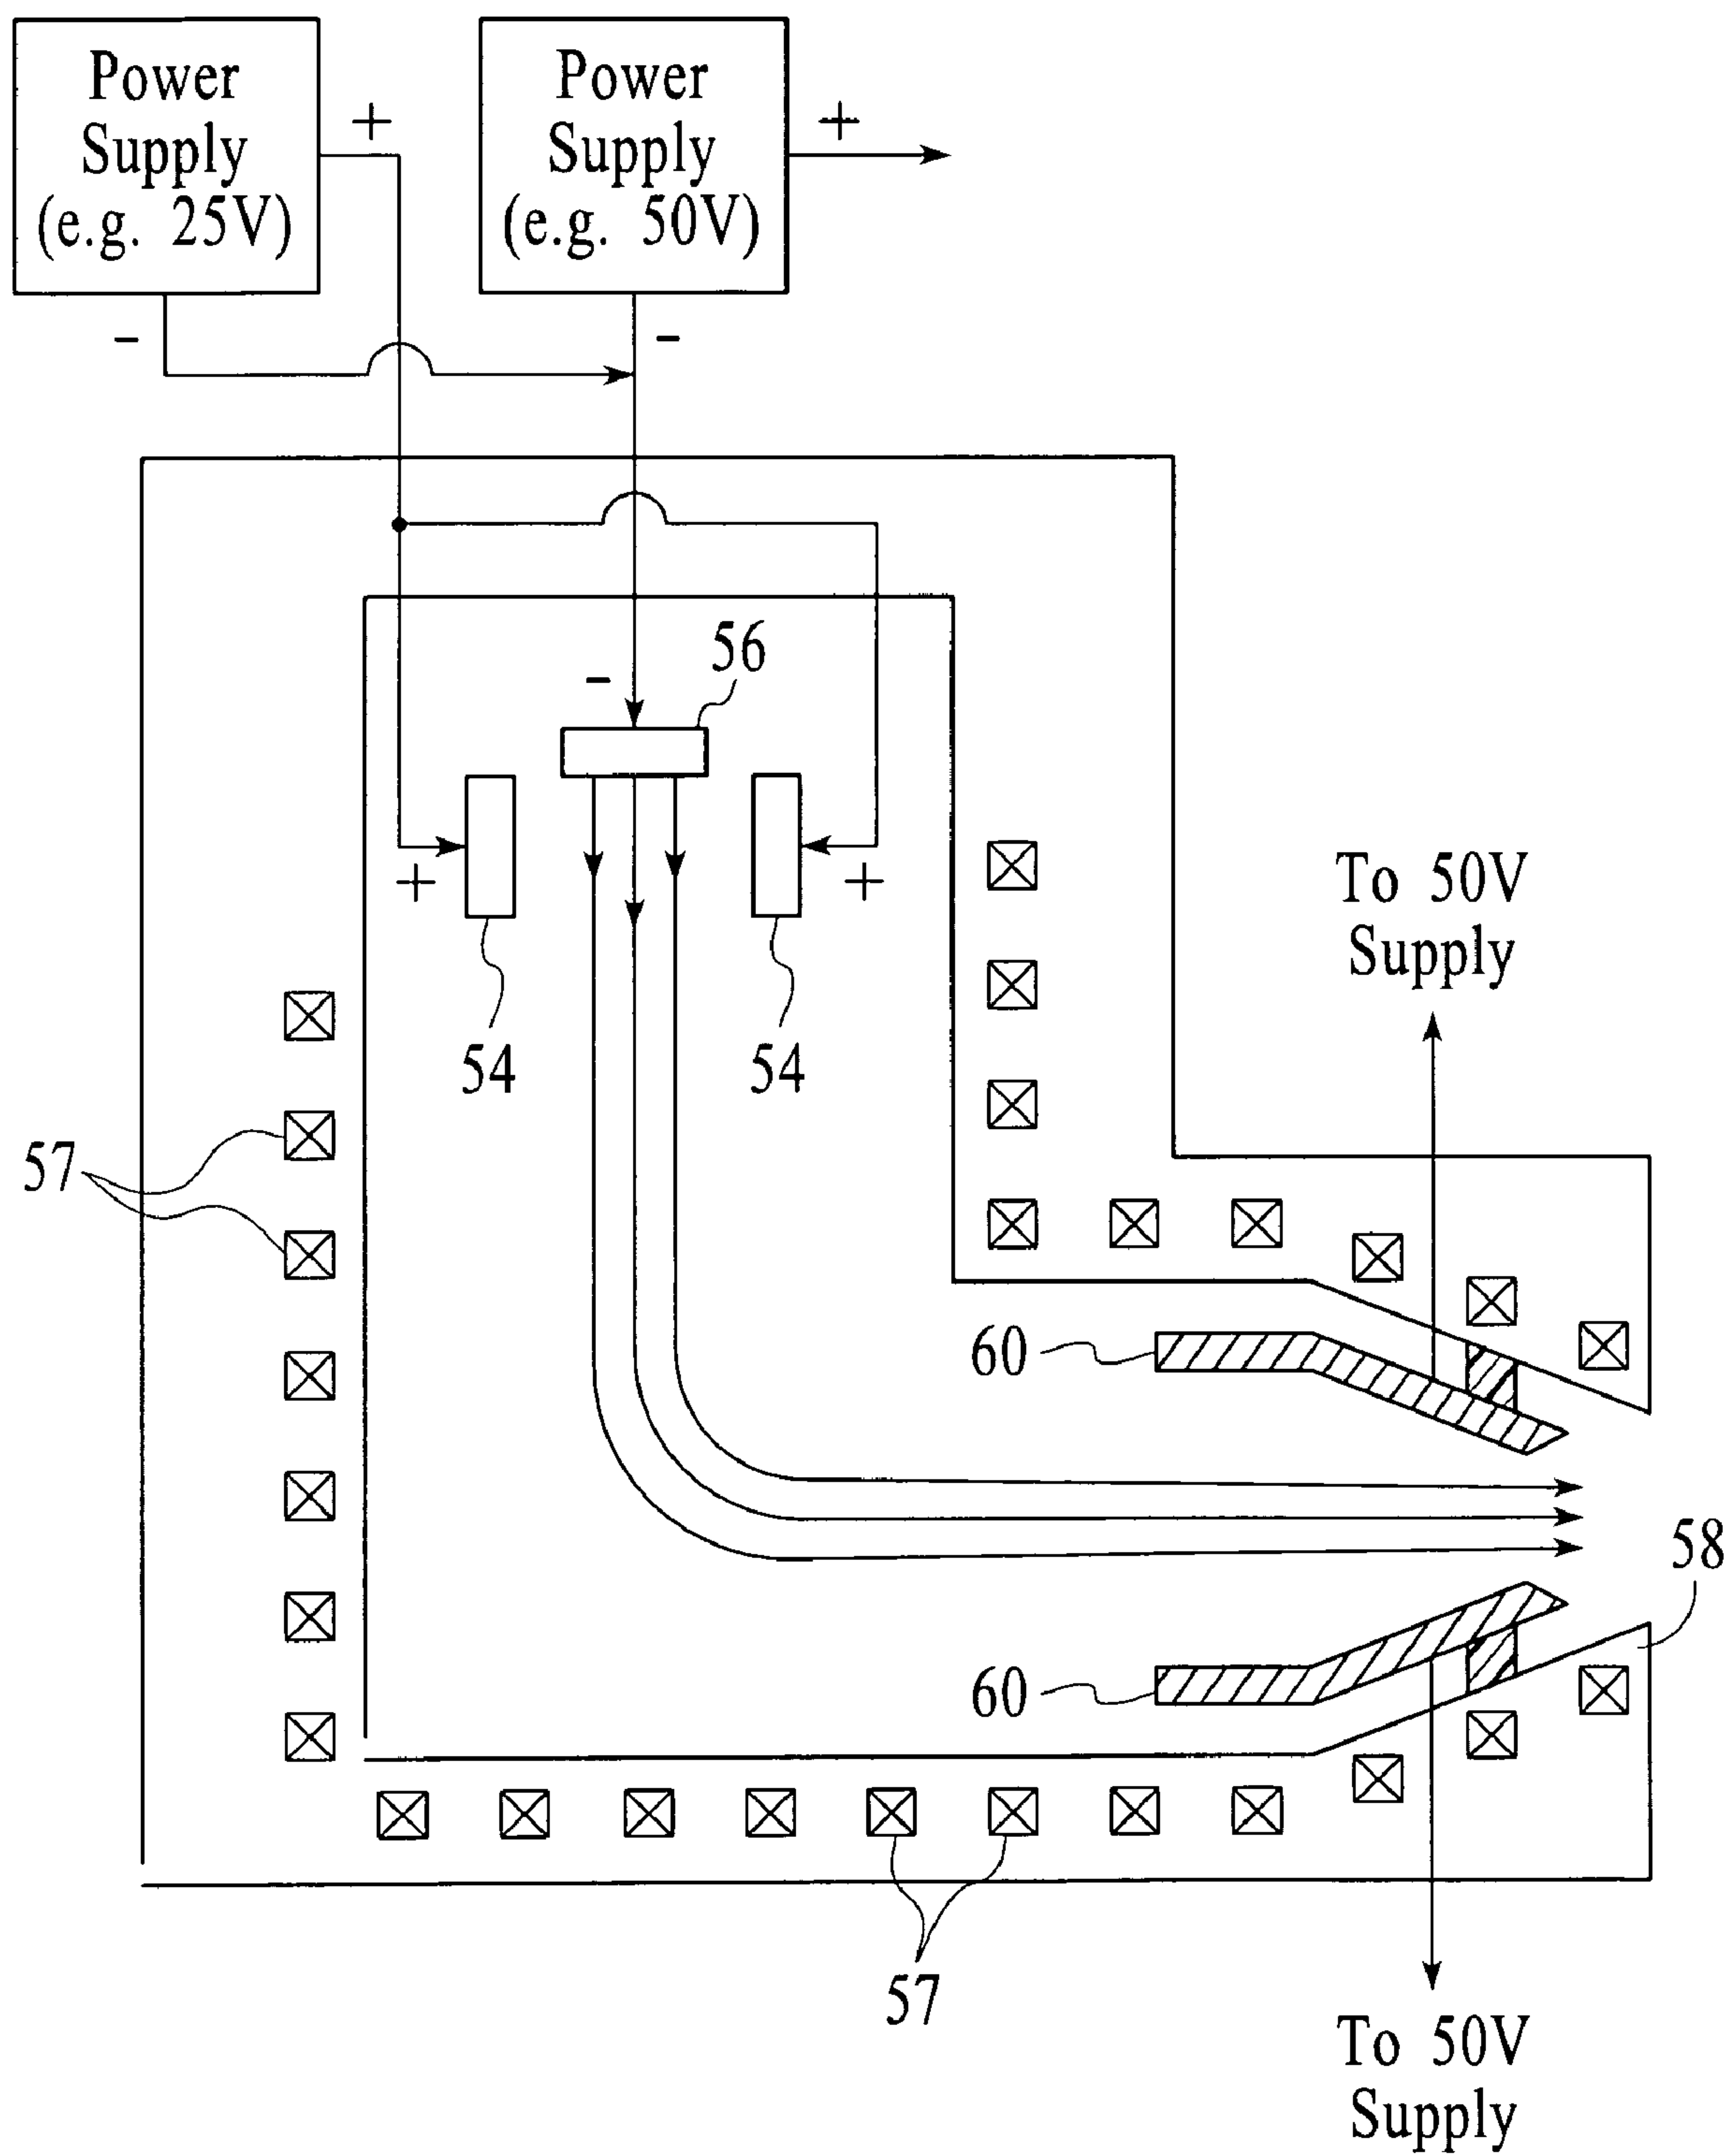 Power
Supply
(e.g. 25V)
+
-
Power
Supply
(e.g. 50V)
+
-
56
-
+
+
54
54
To 50V
Supply
57
60
58
60
57
To 50V
Supply